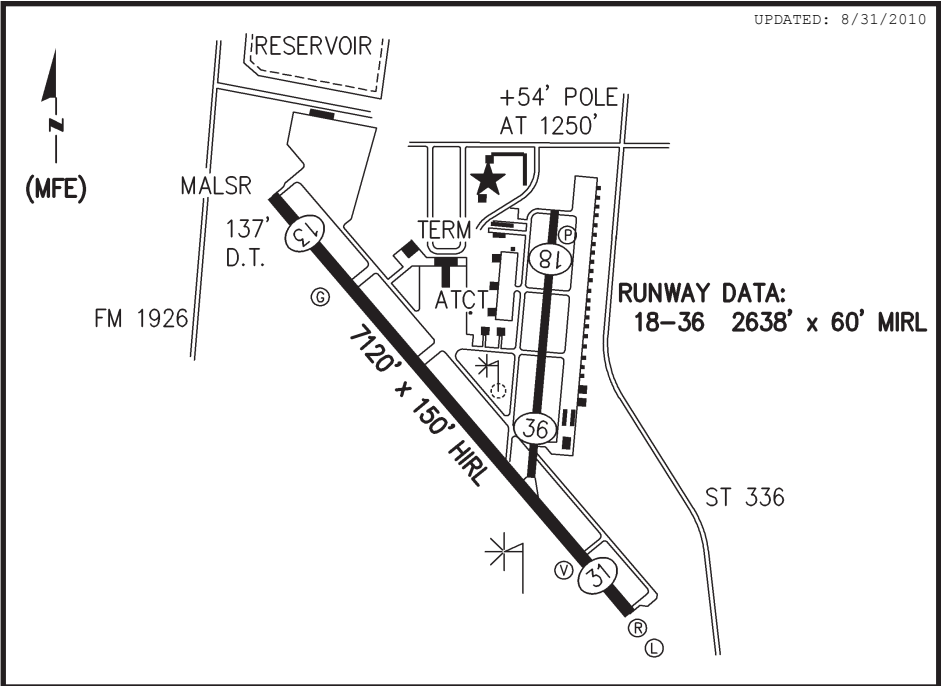 UPDATED: 8/31/2010
RESERVOIR
+54' POLE
AT 1250'
N
(MFE)
MALSR
137'
D.T.
13
TERM
P
18
G
ATCT
RUNWAY DATA:
18-36 2638' x 60' MIRL
FM 1926
7120' x 150' HIRL
36
ST 336
V
31
R
L